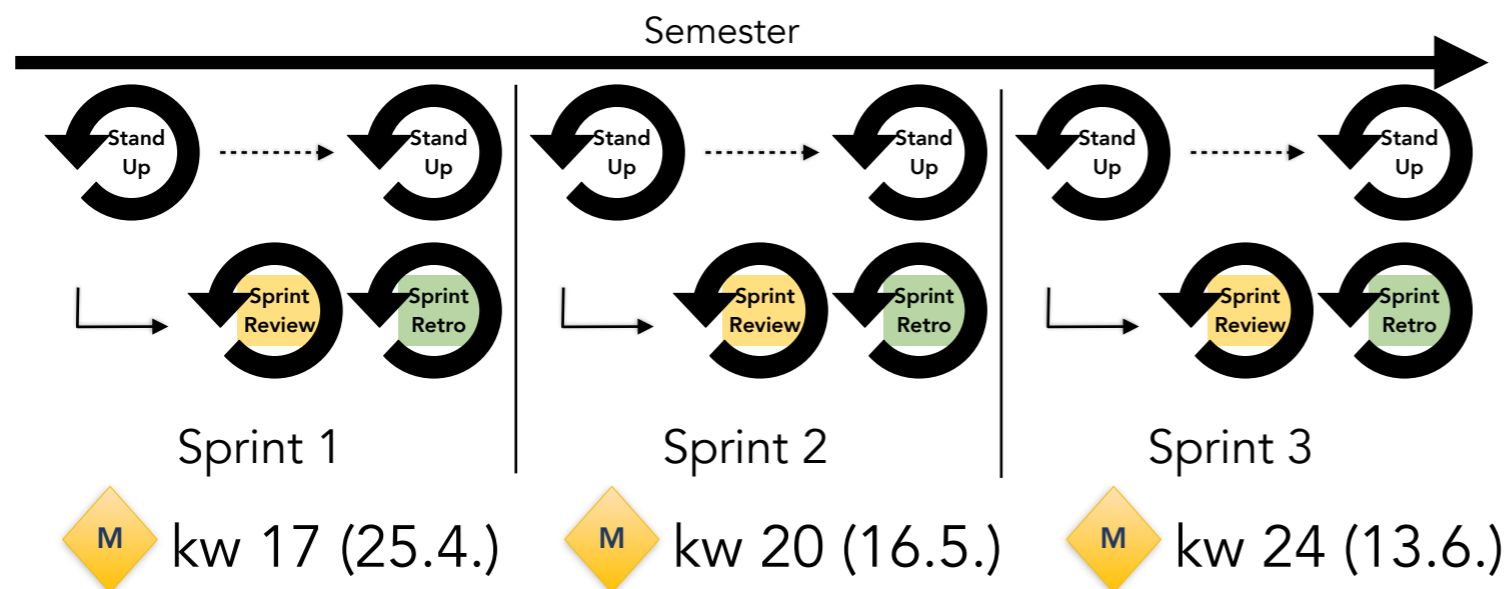 Semester
Stand
Up
Stand
Up
Stand
Up
Stand
Up
Stand
Up
Stand
Up
Sprint
Review
Sprint
Retro
Sprint
Review
Sprint
Retro
Sprint
Review
Sprint
Retro
Sprint 1
Sprint 2
Sprint 3
M
kw 17 (25.4.)
M
kw 20 (16.5.)
M
kw 24 (13.6.)